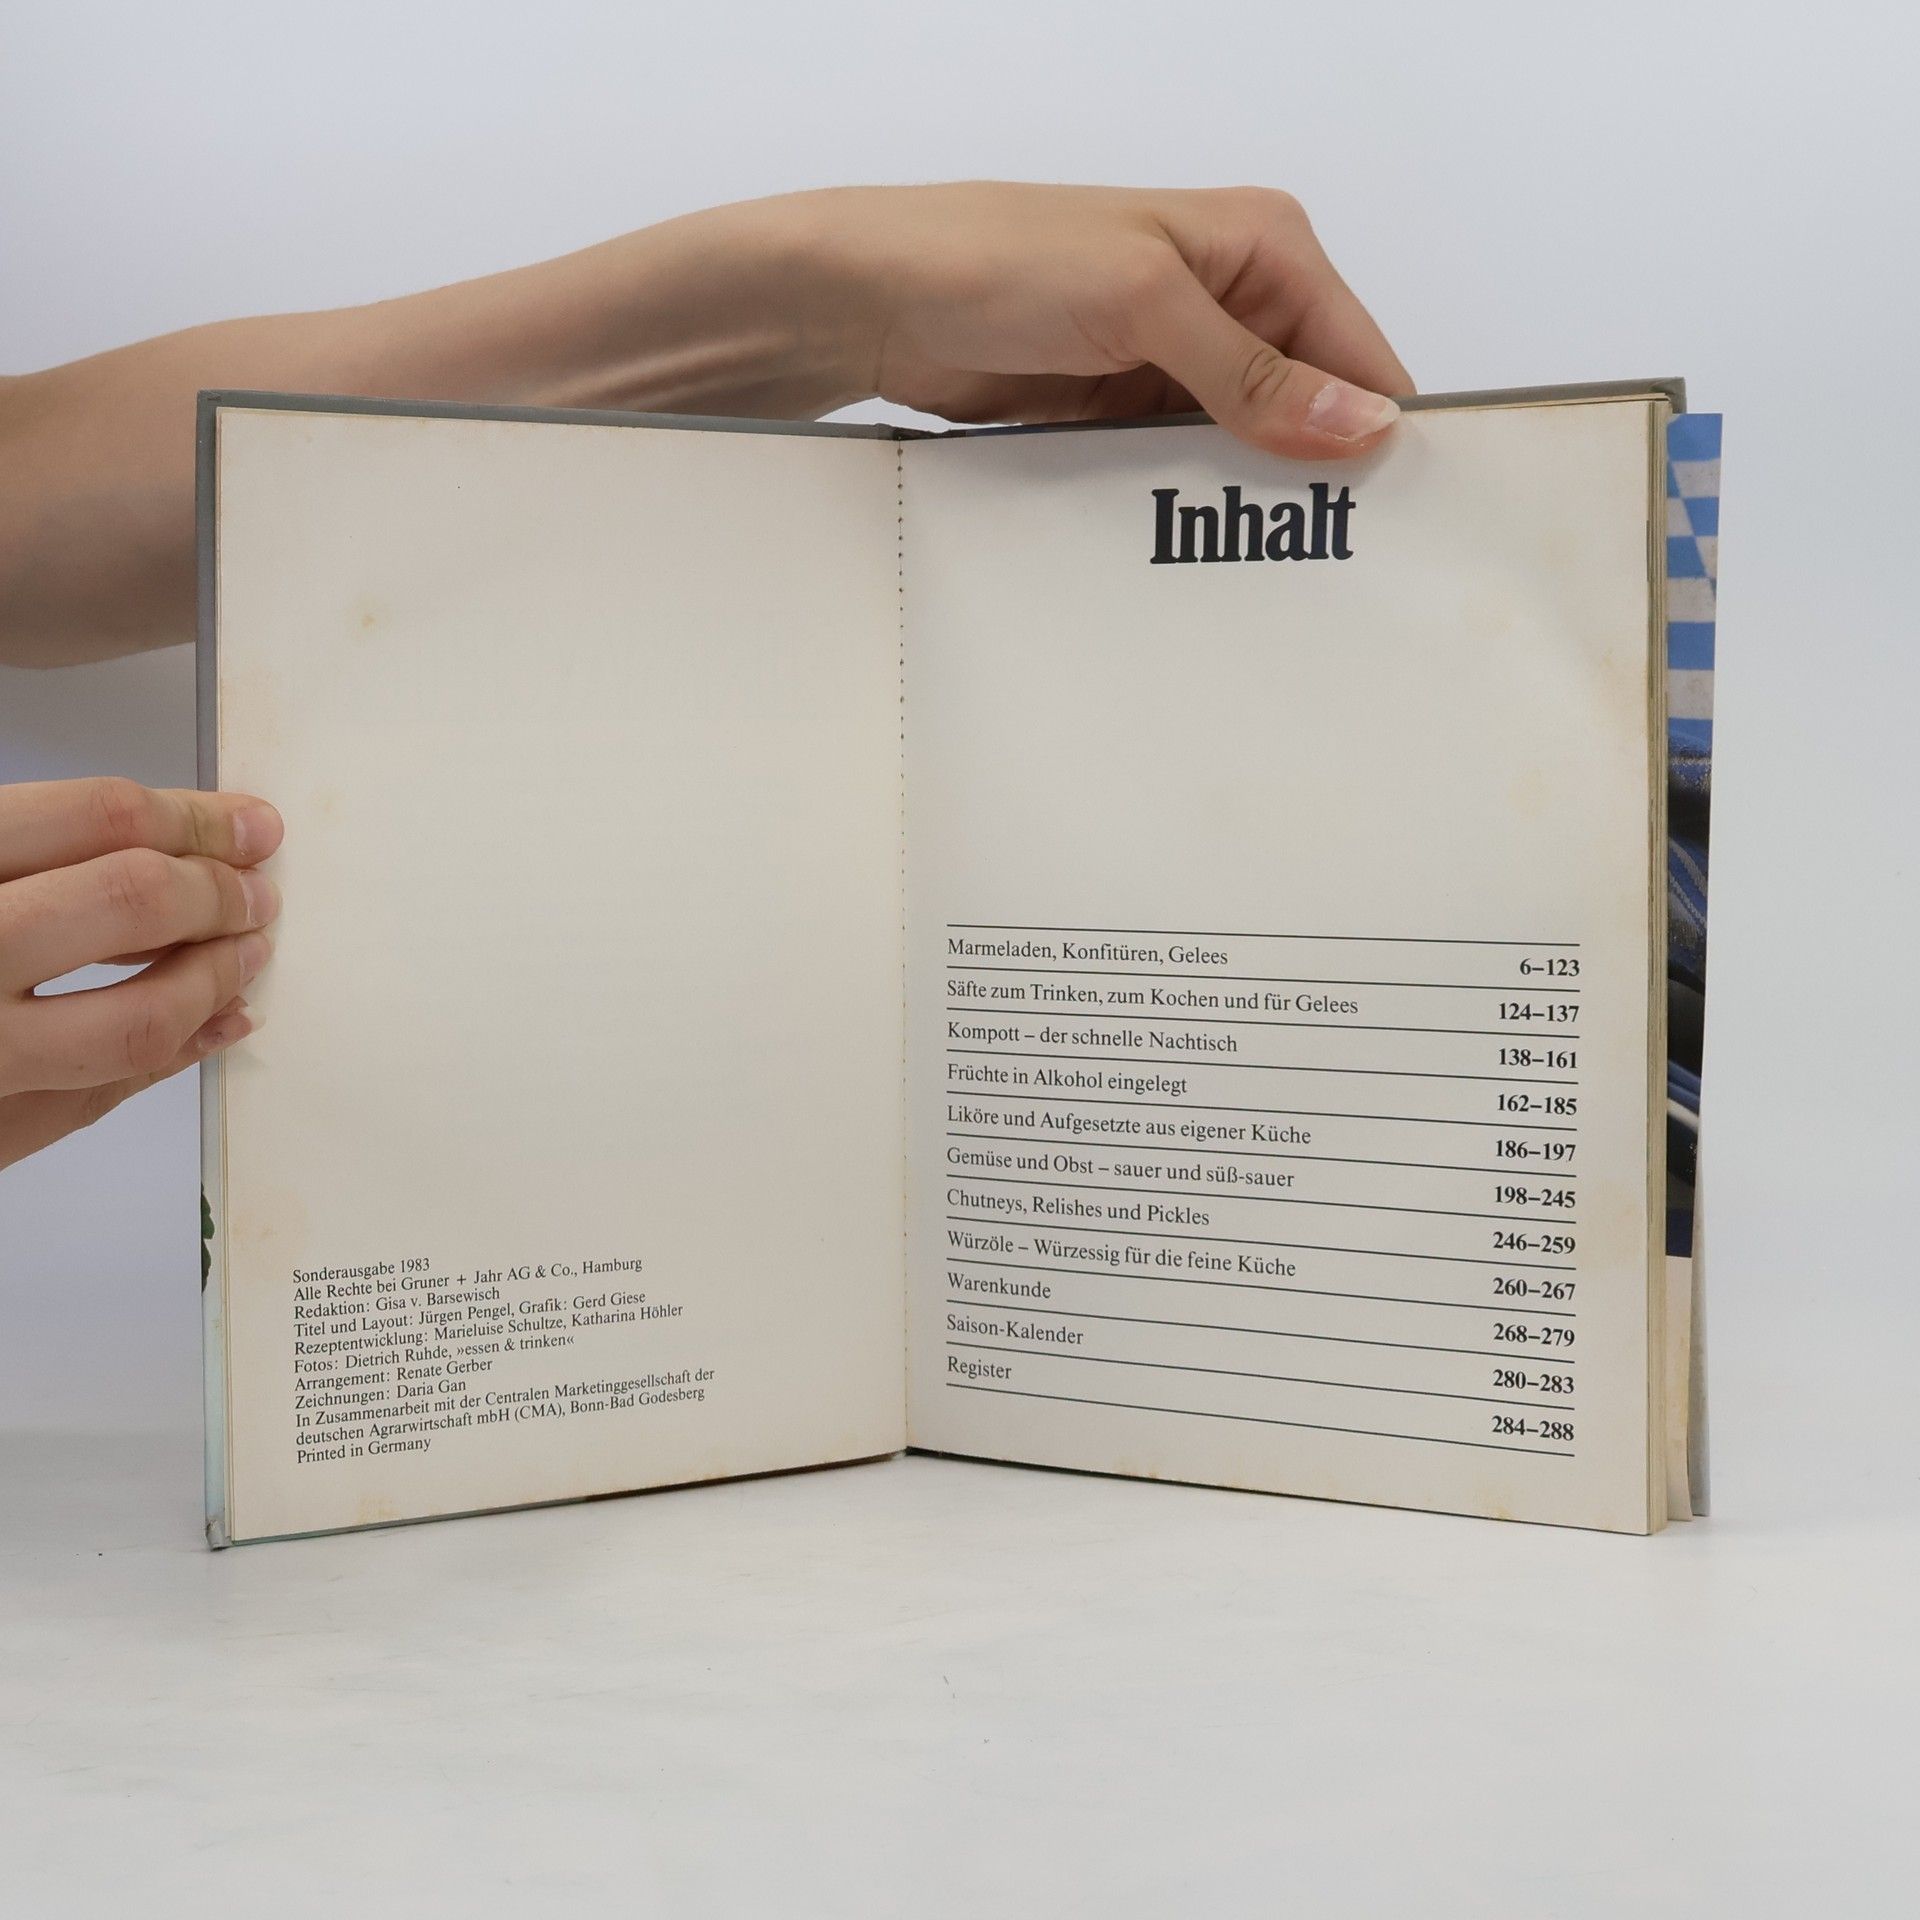 Sonderausgabe 1983
Alle Rechte bei Gruner + Jahr AG & Co., Hamburg
Redaktion: Gisa v. Barsewisch
Titel und Layout: Jürgen Pengel, Grafik: Gerd Giese
Rezeptentwicklung: Marieluise Schultze, Katharina Höhler
Fotos: Dietrich Ruhde, »essen & trinken«
Arrangement: Renate Gerber
Zeichnungen: Daria Gan
In Zusammenarbeit mit der Centralen Marketinggesellschaft der
deutschen Agrarwirtschaft mbH (CMA), Bonn-Bad Godesberg
Printed in Germany
Inhalt
Marmeladen, Konfitüren, Gelees 6–123
Säfte zum Trinken, zum Kochen und für Gelees 124–137
Kompott – der schnelle Nachtisch 138–161
Früchte in Alkohol eingelegt 162–185
Liköre und Aufgesetzte aus eigener Küche 186–197
Gemüse und Obst – sauer und süß-sauer 198–245
Chutneys, Relishes und Pickles 246–259
Würzöle – Würzessig für die feine Küche 260–267
Warenkunde 268–279
Saison-Kalender 280–283
Register 284–288